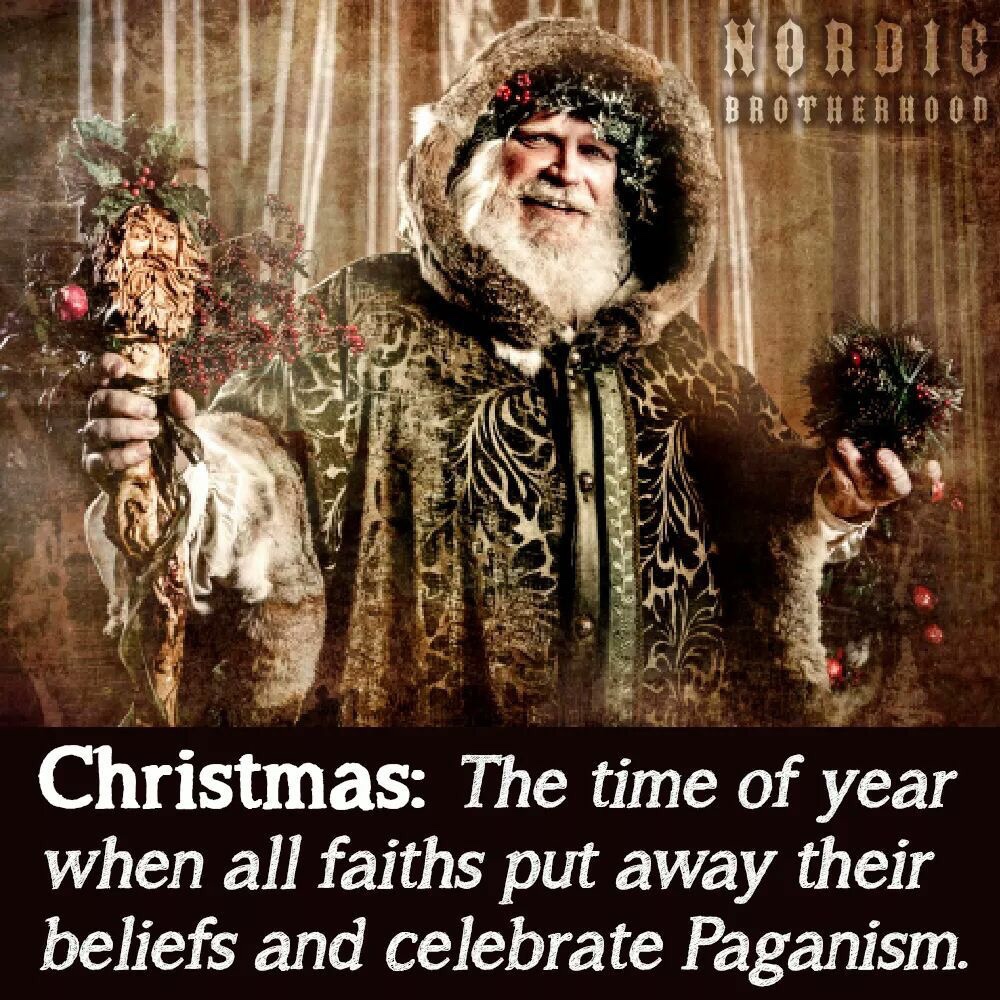 NORDIC
BROTHERHOOD
Christmas: The time of year
when all faiths put away their
beliefs and celebrate Paganism.